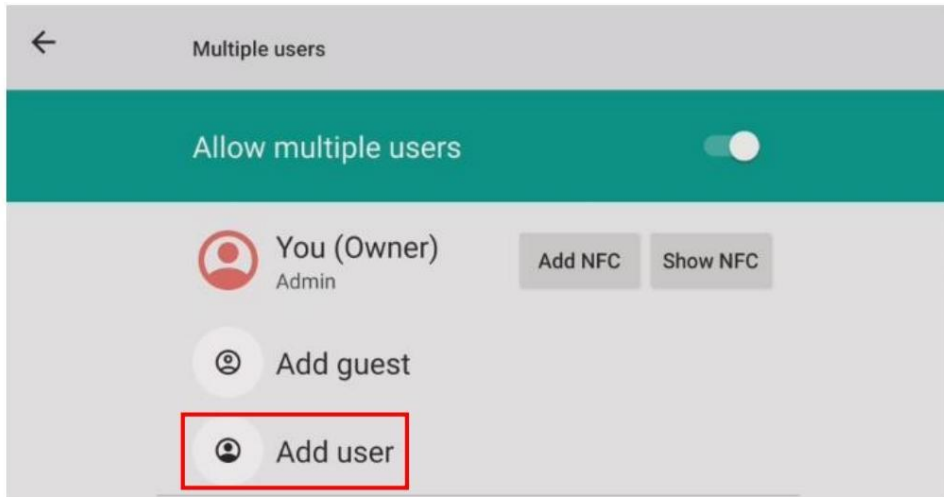 Multiple users
Allow multiple users
You (Owner)
Admin
Add NFC
Show NFC
Add guest
Add user